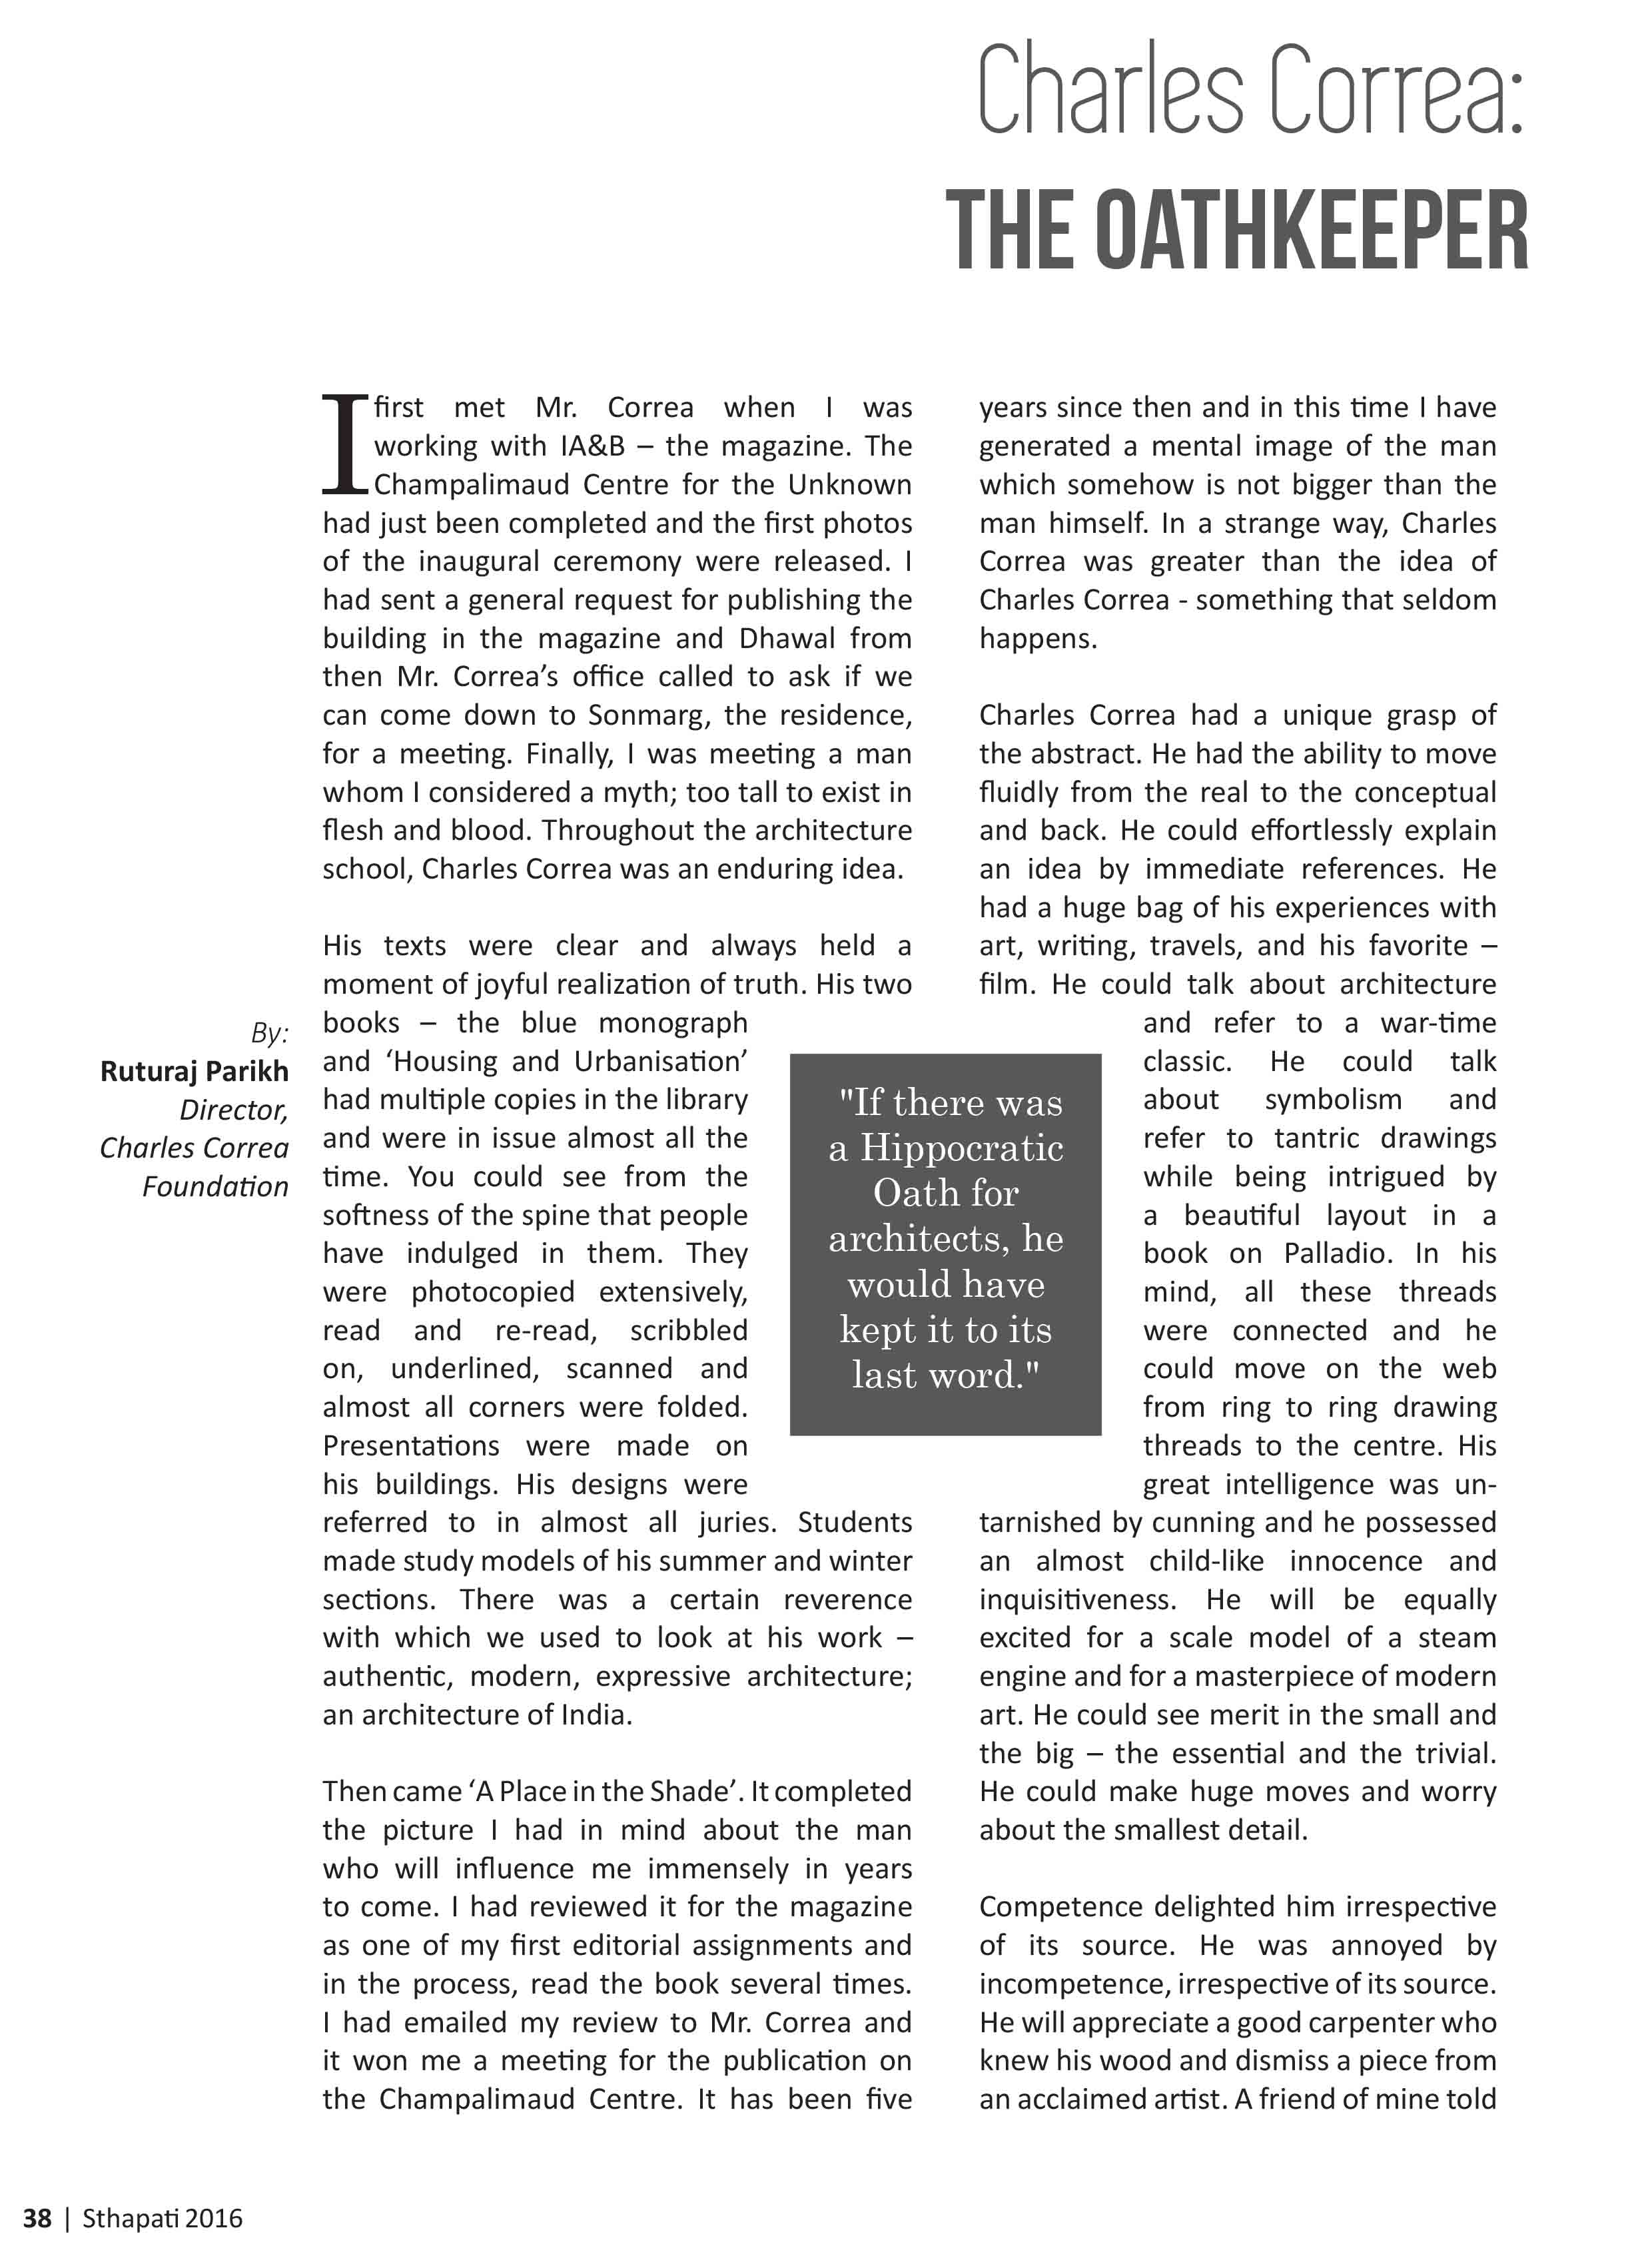 Charles Correa:
THE OATHKEEPER
By:
Ruturaj Parikh
Director,
Charles Correa
Foundation
I first met Mr. Correa when I was
working with IA&B – the magazine. The
Champalimaud Centre for the Unknown
had just been completed and the first photos
of the inaugural ceremony were released. I
had sent a general request for publishing the
building in the magazine and Dhawal from
then Mr. Correa’s office called to ask if we
can come down to Sonmarg, the residence,
for a meeting. Finally, I was meeting a man
whom I considered a myth; too tall to exist in
flesh and blood. Throughout the architecture
school, Charles Correa was an enduring idea.
His texts were clear and always held a
moment of joyful realization of truth. His two
books – the blue monograph
and ‘Housing and Urbanisation’
had multiple copies in the library
and were in issue almost all the
time. You could see from the
softness of the spine that people
have indulged in them. They
were photocopied extensively,
read and re-read, scribbled
on, underlined, scanned and
almost all corners were folded.
Presentations were made on
his buildings. His designs were
referred to in almost all juries. Students
made study models of his summer and winter
sections. There was a certain reverence
with which we used to look at his work –
authentic, modern, expressive architecture;
an architecture of India.
Then came ‘A Place in the Shade’. It completed
the picture I had in mind about the man
who will influence me immensely in years
to come. I had reviewed it for the magazine
as one of my first editorial assignments and
in the process, read the book several times.
I had emailed my review to Mr. Correa and
it won me a meeting for the publication on
the Champalimaud Centre. It has been five
"If there was
a Hippocratic
Oath for
architects, he
would have
kept it to its
last word."
years since then and in this time I have
generated a mental image of the man
which somehow is not bigger than the
man himself. In a strange way, Charles
Correa was greater than the idea of
Charles Correa - something that seldom
happens.
Charles Correa had a unique grasp of
the abstract. He had the ability to move
fluidly from the real to the conceptual
and back. He could effortlessly explain
an idea by immediate references. He
had a huge bag of his experiences with
art, writing, travels, and his favorite –
film. He could talk about architecture
and refer to a war-time
classic. He could talk
about symbolism and
refer to tantric drawings
while being intrigued by
a beautiful layout in a
book on Palladio. In his
mind, all these threads
were connected and he
could move on the web
from ring to ring drawing
threads to the centre. His
great intelligence was un-
tarnished by cunning and he possessed
an almost child-like innocence and
inquisitiveness. He will be equally
excited for a scale model of a steam
engine and for a masterpiece of modern
art. He could see merit in the small and
the big – the essential and the trivial.
He could make huge moves and worry
about the smallest detail.
Competence delighted him irrespective
of its source. He was annoyed by
incompetence, irrespective of its source.
He will appreciate a good carpenter who
knew his wood and dismiss a piece from
an acclaimed artist. A friend of mine told
38 | Sthapati 2016